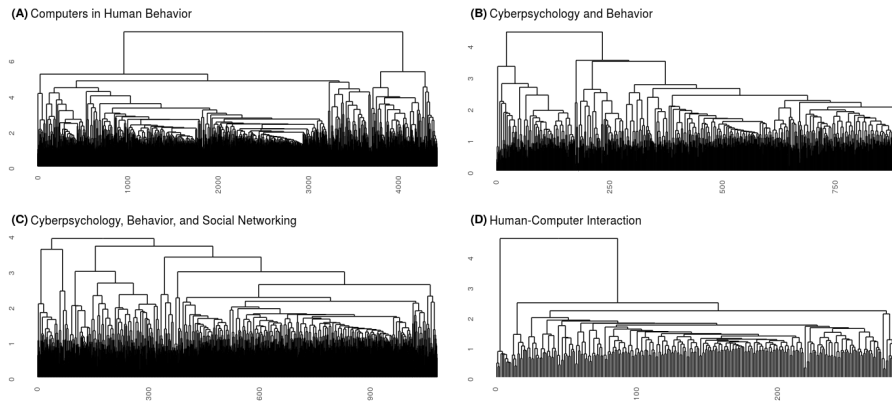 (A) Computers in Human Behavior
6
4
2
0
0 1000 2000 3000 4000
(B) Cyberpsychology and Behavior
4
3
2
1
0
0 250 500 750
(C) Cyberpsychology, Behavior, and Social Networking
4
3
2
1
0
0 300 600 900
(D) Human-Computer Interaction
4
3
2
1
0
0 100 200